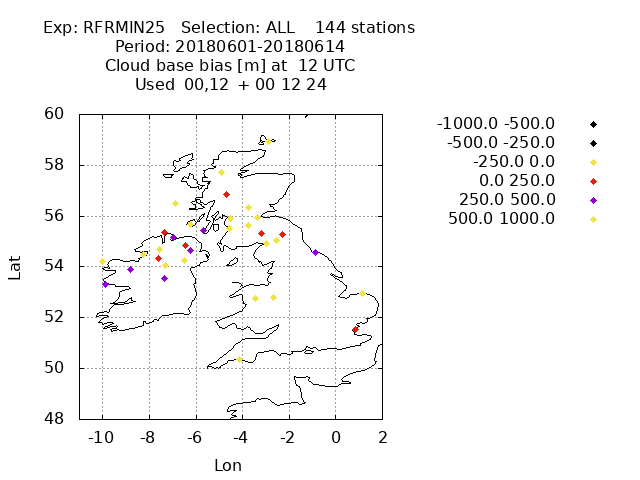 Exp: RFRMIN25 Selection: ALL 144 stations
Period: 20180601-20180614
Cloud base bias [m] at 12 UTC
Used 00,12 + 00 12 24
60
58
56
54
52
50
48
Lat
-10 -8 -6 -4 -2 0 2
Lon
-1000.0 -500.0
-500.0 -250.0
-250.0 0.0
0.0 250.0
250.0 500.0
500.0 1000.0